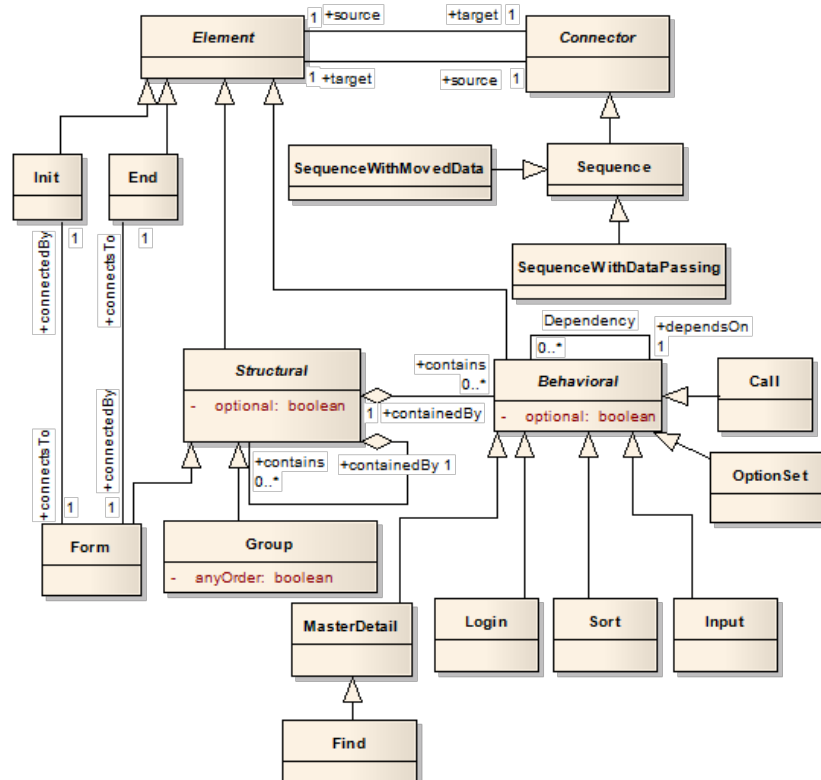 1 +source
+target 1
Element
Connector
1 +target
+source 1
Init
End
SequenceWithMovedData
Sequence
+connectedBy
1
+connectsTo
1
SequenceWithDataPassing
Dependency
+dependsOn
0..*
1
Structural
+contains
0..*
Behavioral
Call
- optional: boolean
1 +containedBy
- optional: boolean
+contains
0..*
+containedBy 1
OptionSet
+connectsTo
1
+connectedBy
1
Form
Group
- anyOrder: boolean
MasterDetail
Login
Sort
Input
Find